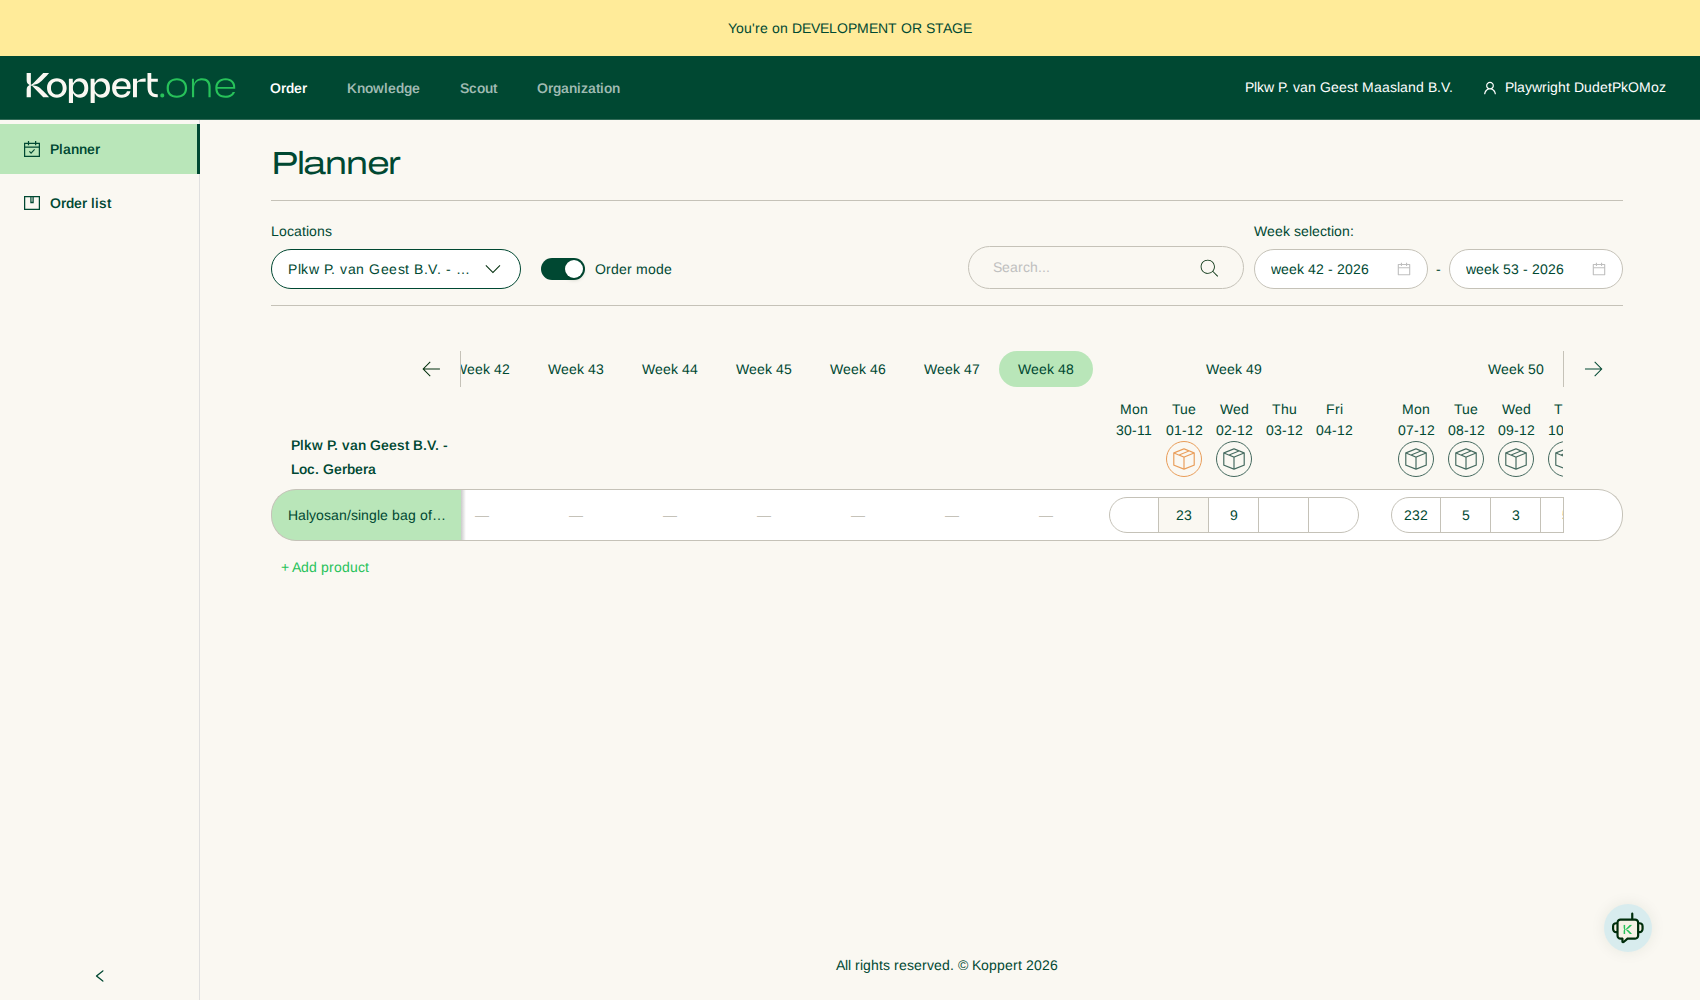 You're on DEVELOPMENT OR STAGE
Koppert.one
Order Knowledge Scout Organization
Plkw P. van Geest Maasland B.V. Playwright DudetPkOMoz
Planner
Order list
Planner
Locations
Week selection:
Plkw P. van Geest B.V. - ...
Order mode
Search...
week 42 - 2026 - week 53 - 2026
Week 42 Week 43 Week 44 Week 45 Week 46 Week 47 Week 48 Week 49 Week 50
Mon Tue Wed Thu Fri Mon Tue Wed T
30-11 01-12 02-12 03-12 04-12 07-12 08-12 09-12 10
Plkw P. van Geest B.V. -
Loc. Gerbera
Halyosan/single bag of... — — — — — — — 23 9 232 5 3
+ Add product
All rights reserved. © Koppert 2026